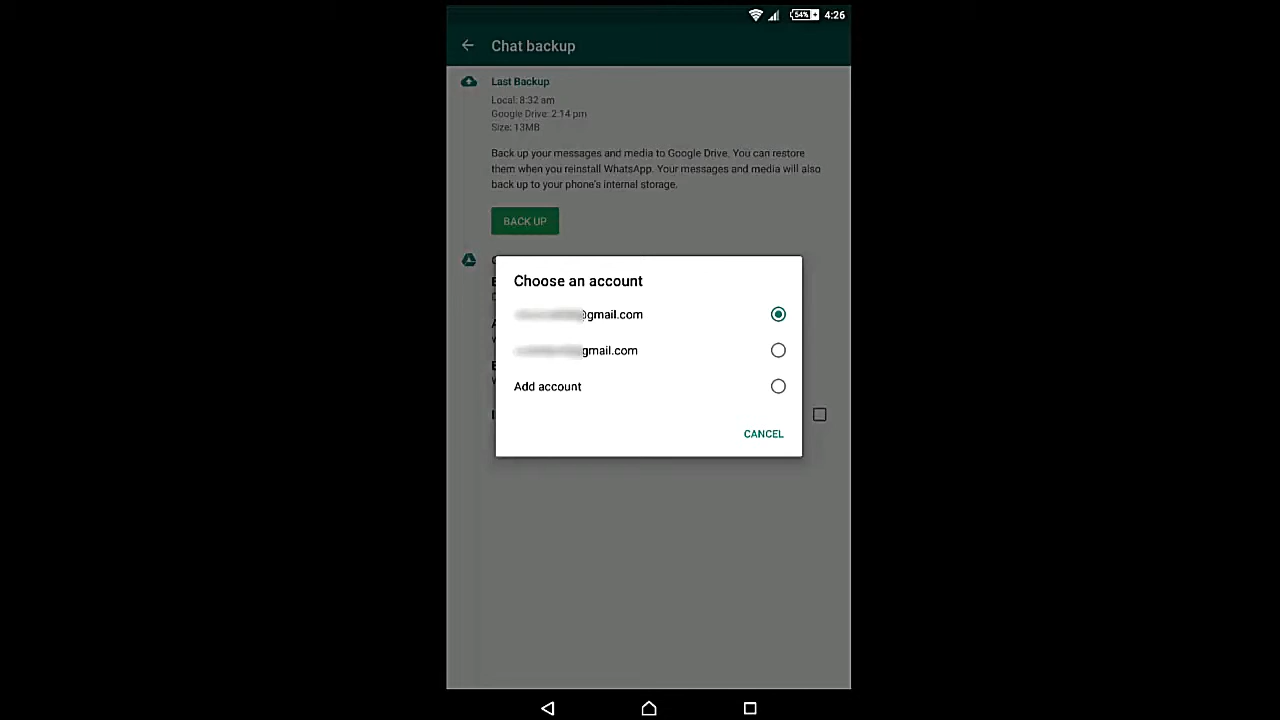 54% 4:26
Chat backup
Last Backup
Local: 8:32 am
Google Drive: 2:14 pm
Size: 13MB
Back up your messages and media to Google Drive. You can restore
them when you reinstall WhatsApp. Your messages and media will also
back up to your phone's internal storage.
BACK UP
Choose an account
@gmail.com
gmail.com
Add account
CANCEL